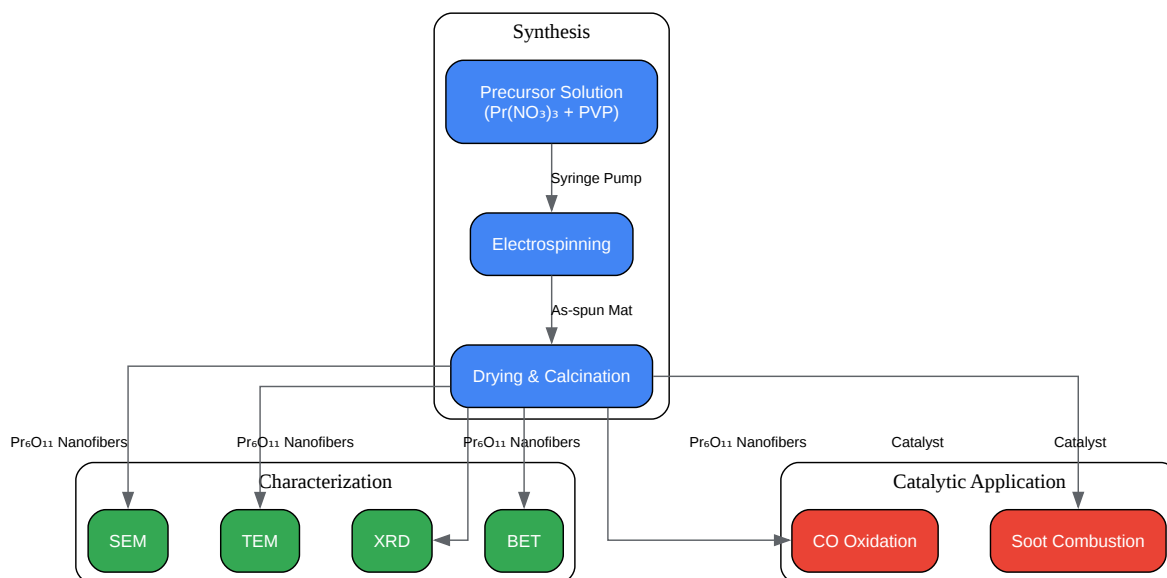 Synthesis
Precursor Solution
(Pr(NO₃)₃ + PVP)
Syringe Pump
Electrospinning
As-spun Mat
Drying & Calcination
Pr₆O₁₁ Nanofibers
Pr₆O₁₁ Nanofibers
Pr₆O₁₁ Nanofibers
Pr₆O₁₁ Nanofibers
Catalyst
Catalyst
Characterization
Catalytic Application
SEM
TEM
XRD
BET
CO Oxidation
Soot Combustion